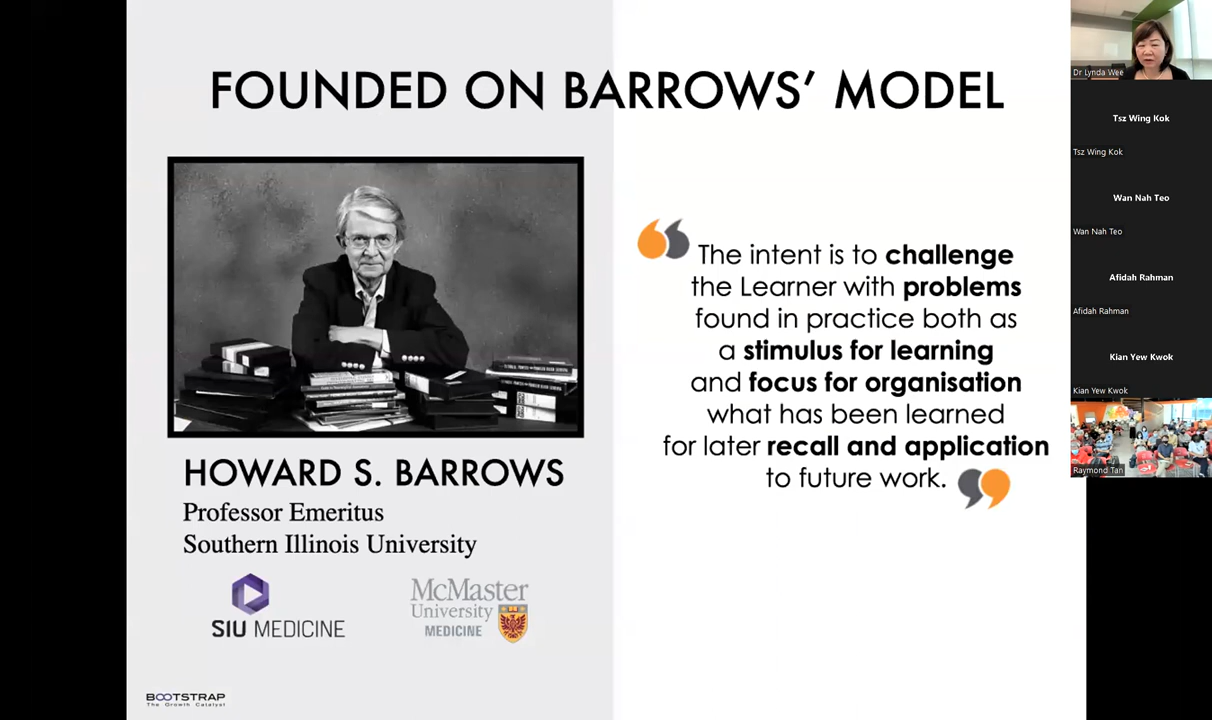 FOUNDED ON BARROWS' MODEL
The intent is to challenge
the Learner with problems
found in practice both as
a stimulus for learning
and focus for organisation
what has been learned
for later recall and application
to future work.
HOWARD S. BARROWS
Professor Emeritus
Southern Illinois University
SIU MEDICINE
McMaster
University
MEDICINE
BOOTSTRAP
The Growth Catalyst
Dr Lynda Wee
Tsz Wing Kok
Tsz Wing Kok
Wan Nah Teo
Wan Nah Teo
Afidah Rahman
Afidah Rahman
Kian Yew Kwok
Kian Yew Kwok
Raymond Tan